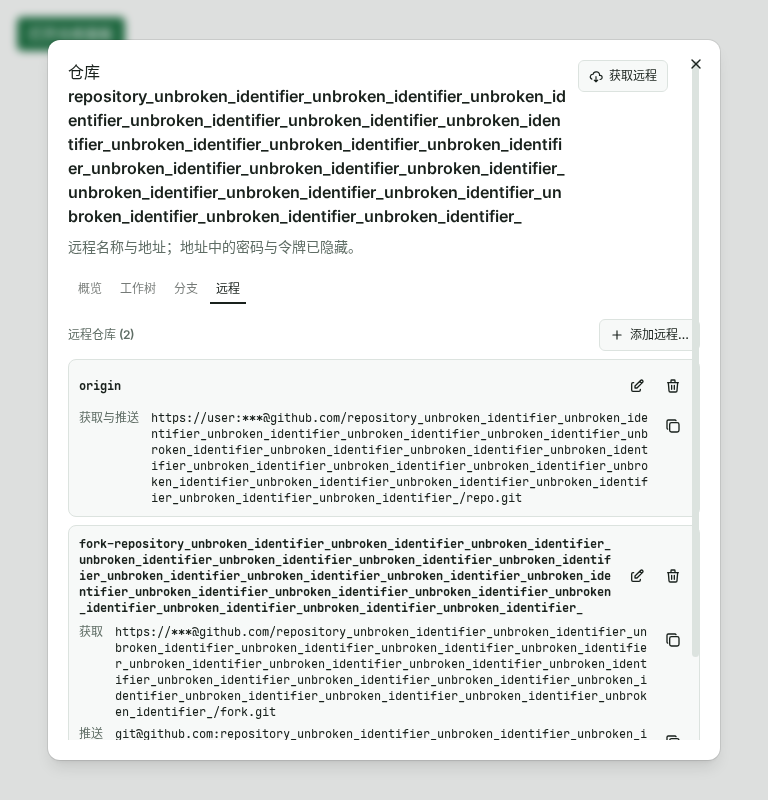 仓库
获取远程
repository_unbroken_identifier_unbroken_identifier_unbroken_id
entifier_unbroken_identifier_unbroken_identifier_unbroken_iden
tifier_unbroken_identifier_unbroken_identifier_unbroken_identifi
er_unbroken_identifier_unbroken_identifier_unbroken_identifier_
unbroken_identifier_unbroken_identifier_unbroken_identifier_un
broken_identifier_unbroken_identifier_unbroken_identifier_
远程名称与地址；地址中的密码与令牌已隐藏。
概览 工作树 分支 远程
远程仓库 (2)
添加远程…
origin
获取与推送 https://user:***@github.com/repository_unbroken_identifier_unbroken_ide
ntifier_unbroken_identifier_unbroken_identifier_unbroken_identifier_unb
roken_identifier_unbroken_identifier_unbroken_identifier_unbroken_ident
ifier_unbroken_identifier_unbroken_identifier_unbroken_identifier_unbro
ken_identifier_unbroken_identifier_unbroken_identifier_unbroken_identif
ier_unbroken_identifier_unbroken_identifier_/repo.git
fork-repository_unbroken_identifier_unbroken_identifier_unbroken_identifier_
unbroken_identifier_unbroken_identifier_unbroken_identifier_unbroken_identif
ier_unbroken_identifier_unbroken_identifier_unbroken_identifier_unbroken_ide
ntifier_unbroken_identifier_unbroken_identifier_unbroken_identifier_unbroken
_identifier_unbroken_identifier_unbroken_identifier_unbroken_identifier_
获取 https://***@github.com/repository_unbroken_identifier_unbroken_identifier_un
broken_identifier_unbroken_identifier_unbroken_identifier_unbroken_identifie
r_unbroken_identifier_unbroken_identifier_unbroken_identifier_unbroken_ident
ifier_unbroken_identifier_unbroken_identifier_unbroken_identifier_unbroken_i
dentifier_unbroken_identifier_unbroken_identifier_unbroken_identifier_unbrok
en_identifier_/fork.git
推送 git@github.com:repository_unbroken_identifier_unbroken_identifier_unbroken_i